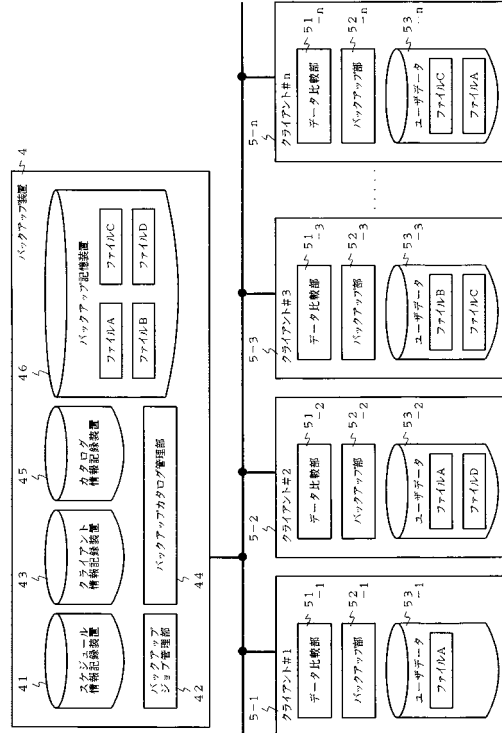 バックアップ装置
4
41
スケジュール
情報記録装置
43
クライアント
情報記録装置
45
カタログ
情報記録装置
46
バックアップ記憶装置
ファイルA
ファイルC
ファイルB
ファイルD
バックアップ
ジョブ管理部
42
バックアップカタログ管理部
44
5-1
クライアント#1
データ比較部
51-1
バックアップ部
52-1
ユーザデータ
53-1
ファイルA
5-2
クライアント#2
データ比較部
51-2
バックアップ部
52-2
ユーザデータ
53-2
ファイルA
ファイルD
5-3
クライアント#3
データ比較部
51-3
バックアップ部
52-3
ユーザデータ
53-3
ファイルB
ファイルC
.....
5-n
クライアント#n
データ比較部
51-n
バックアップ部
52-n
ユーザデータ
53-n
ファイルC
ファイルA